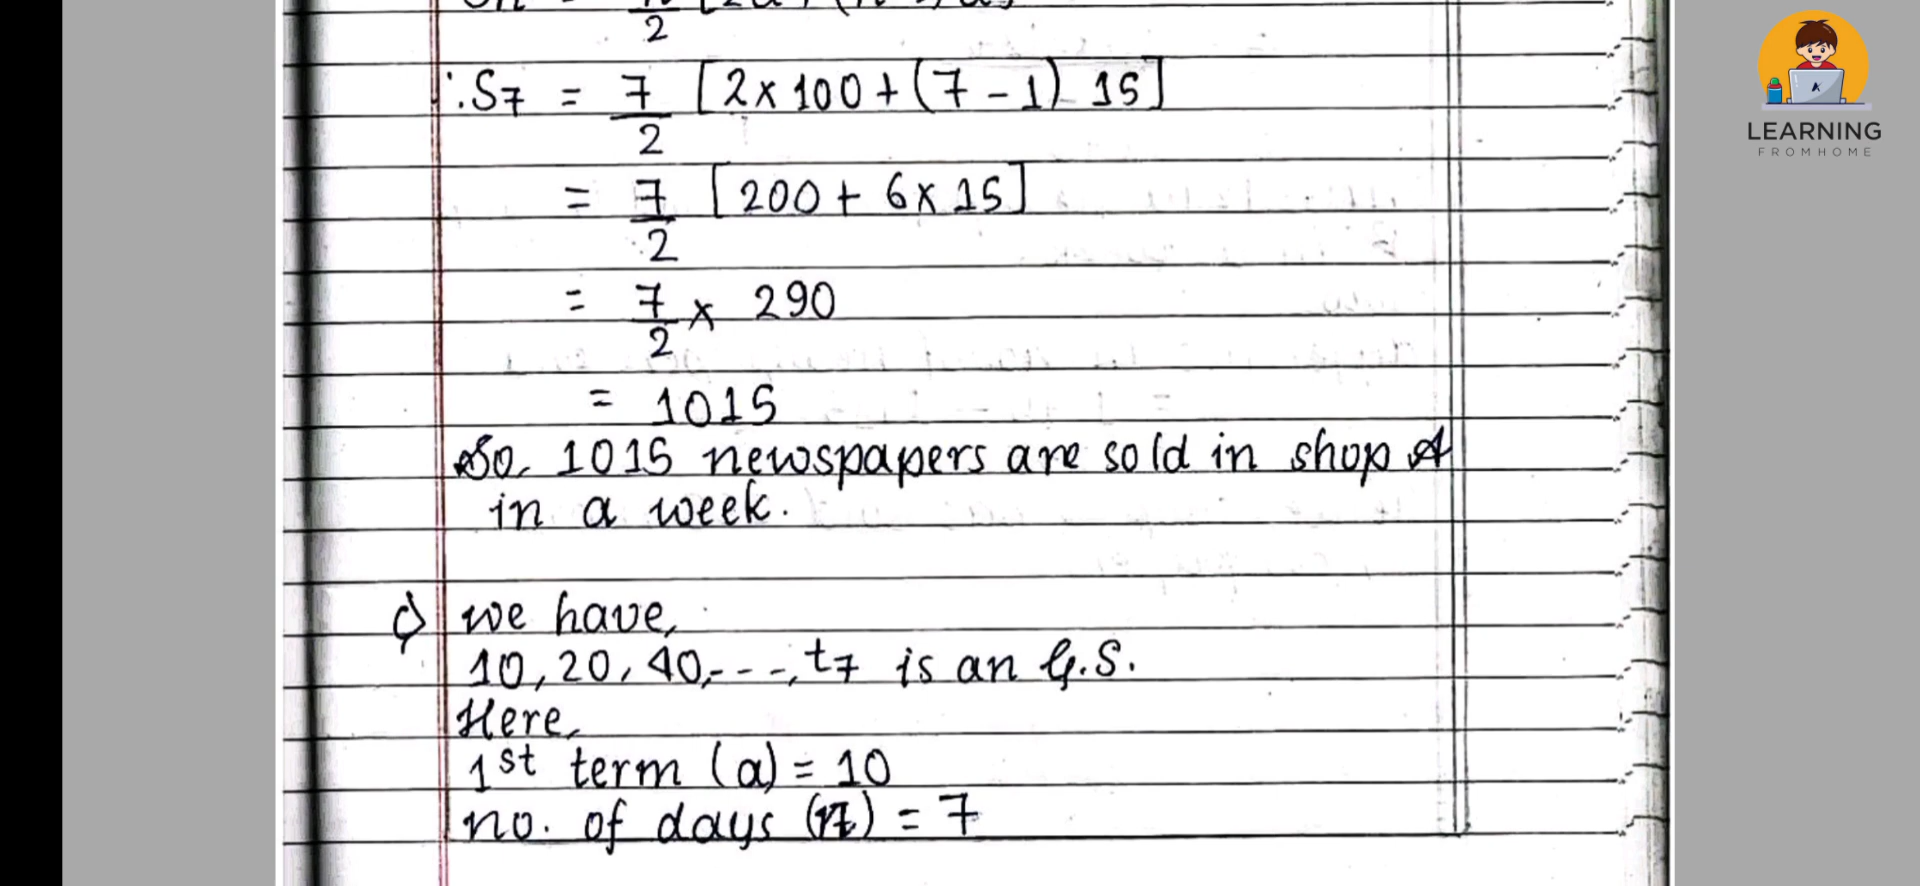 ∴ S7 = 7/2 [2 x 100 + (7 - 1) 15]
= 7/2 [200 + 6 x 15]
= 7/2 x 290
= 1015
So, 1015 newspapers are sold in shop A
in a week.
c) we have,
10, 20, 40, - - -, t7 is an G.S.
Here,
1st term (a) = 10
no. of days (n) = 7
LEARNING
FROMHOME